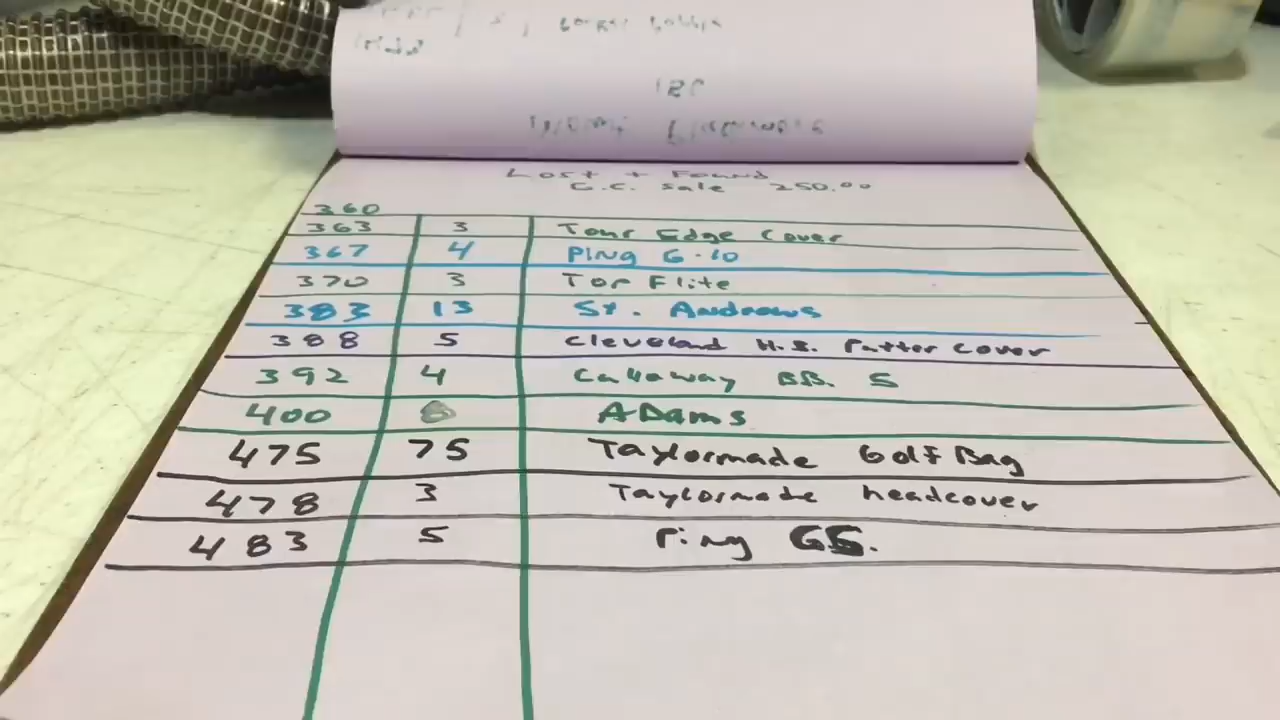 Lost + Found
G.C. Sale 250.00
360
363 3 Tour Edge Cover
367 4 Ping G-10
370 3 Top Flite
383 13 St. Andrews
388 5 Cleveland H.B. Putter Cover
392 4 Callaway BB. 5
400 8 ADams
475 75 Taylormade Golf Bag
478 3 Taylormade headcover
483 5 Ping G5.